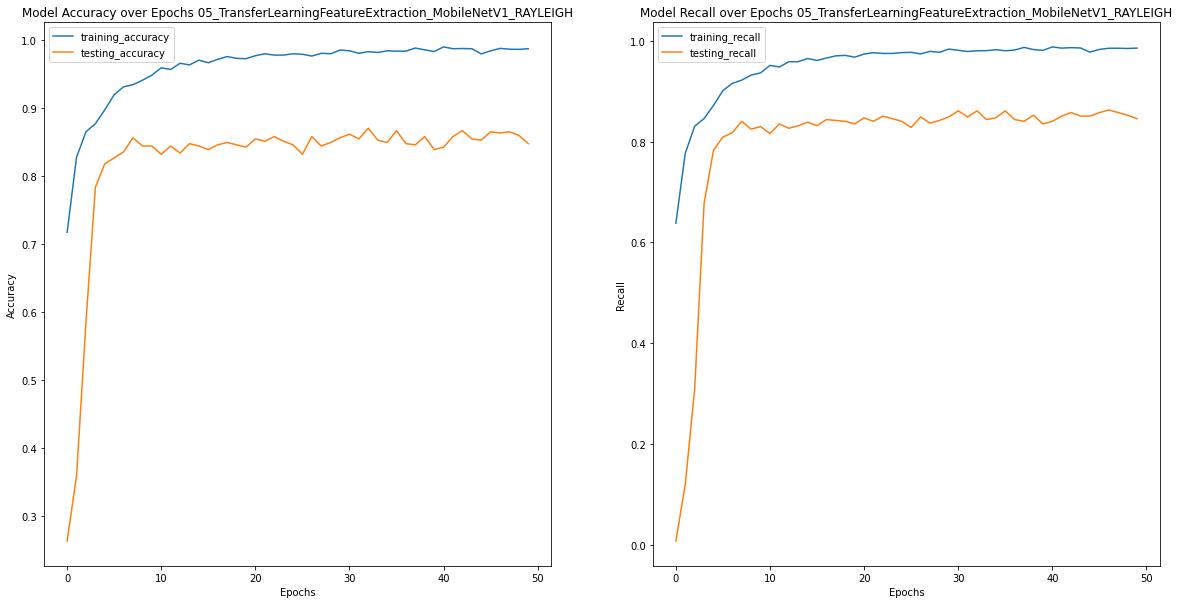 Model Accuracy over Epochs 05_TransferLearningFeatureExtraction_MobileNetV1_RAYLEIGH
training_accuracy
testing_accuracy
1.0
0.9
0.8
0.7
0.6
0.5
0.4
0.3
Accuracy
0 10 20 30 40 50
Epochs
Model Recall over Epochs 05_TransferLearningFeatureExtraction_MobileNetV1_RAYLEIGH
training_recall
testing_recall
1.0
0.8
0.6
0.4
0.2
0.0
Recall
0 10 20 30 40 50
Epochs